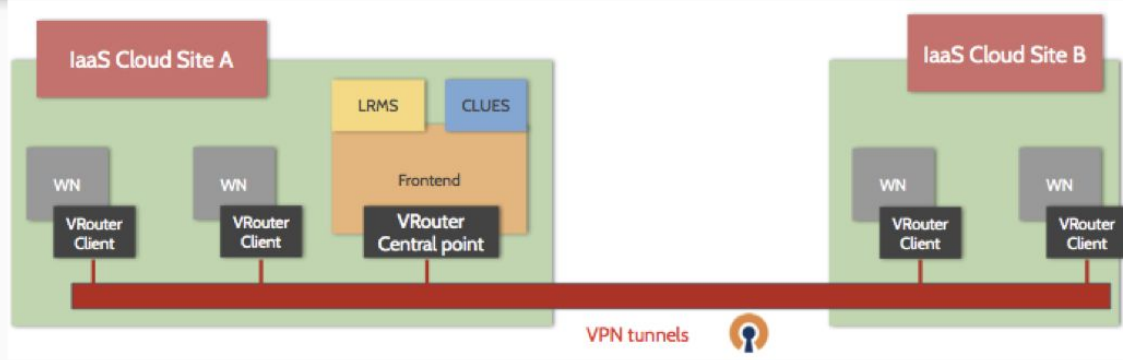 IaaS Cloud Site A
IaaS Cloud Site B
LRMS
CLUES
WN
WN
Frontend
WN
WN
VRouter
Client
VRouter
Client
VRouter
Central point
VRouter
Client
VRouter
Client
VPN tunnels